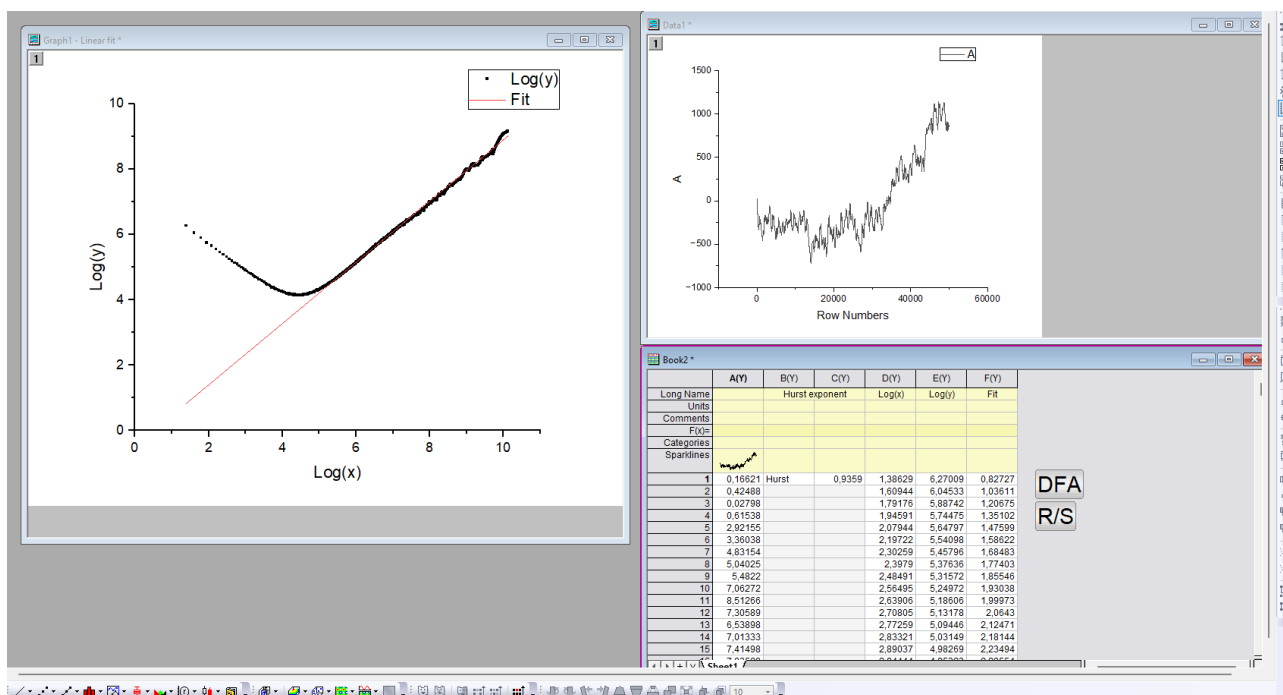 Graph1 - Linear fit *
1
Log(y)
Fit
10
8
6
4
2
0
0 2 4 6 8 10
Log(y)
Log(x)
Data1 *
1
A
1500
1000
500
0
−500
−1000
0 20000 40000 60000
A
Row Numbers
Book2 *
A(Y) B(Y) C(Y) D(Y) E(Y) F(Y)
Long Name Hurst exponent Log(x) Log(y) Fit
Units
Comments
F(x)=
Categories
Sparklines
1 0,16621 Hurst 0,9359 1,38629 6,27009 0,82727
2 0,42488 1,60944 6,04533 1,03611
3 0,02798 1,79176 5,88742 1,20675
4 0,61538 1,94591 5,74475 1,35102
5 2,92155 2,07944 5,64797 1,47599
6 3,36038 2,19722 5,54098 1,58622
7 4,83154 2,30259 5,45796 1,68483
8 5,04025 2,3979 5,37636 1,77403
9 5,4822 2,48491 5,31572 1,85546
10 7,06272 2,56495 5,24972 1,93038
11 8,51272 2,63906 5,18606 1,99973
12 7,30589 2,70805 5,13178 2,0643
13 6,53898 2,77259 5,09446 2,12471
14 7,01333 2,83321 5,03149 2,18144
15 7,41498 2,89037 4,98269 2,23494
Sheet1
DFA
R/S
10